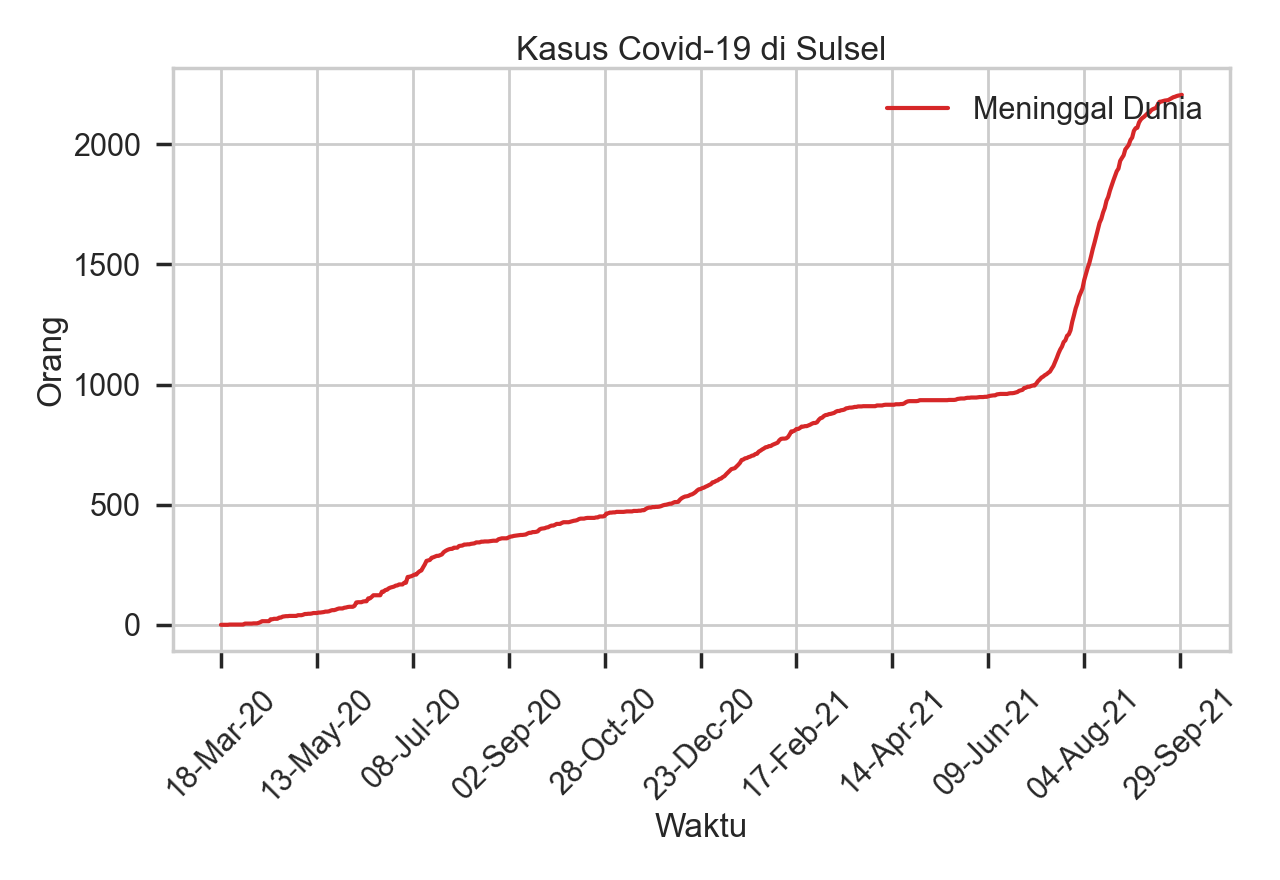 Kasus Covid-19 di Sulsel
Meninggal Dunia
Orang
2000
1500
1000
500
0
18-Mar-20
13-May-20
08-Jul-20
02-Sep-20
28-Oct-20
23-Dec-20
17-Feb-21
14-Apr-21
09-Jun-21
04-Aug-21
29-Sep-21
Waktu